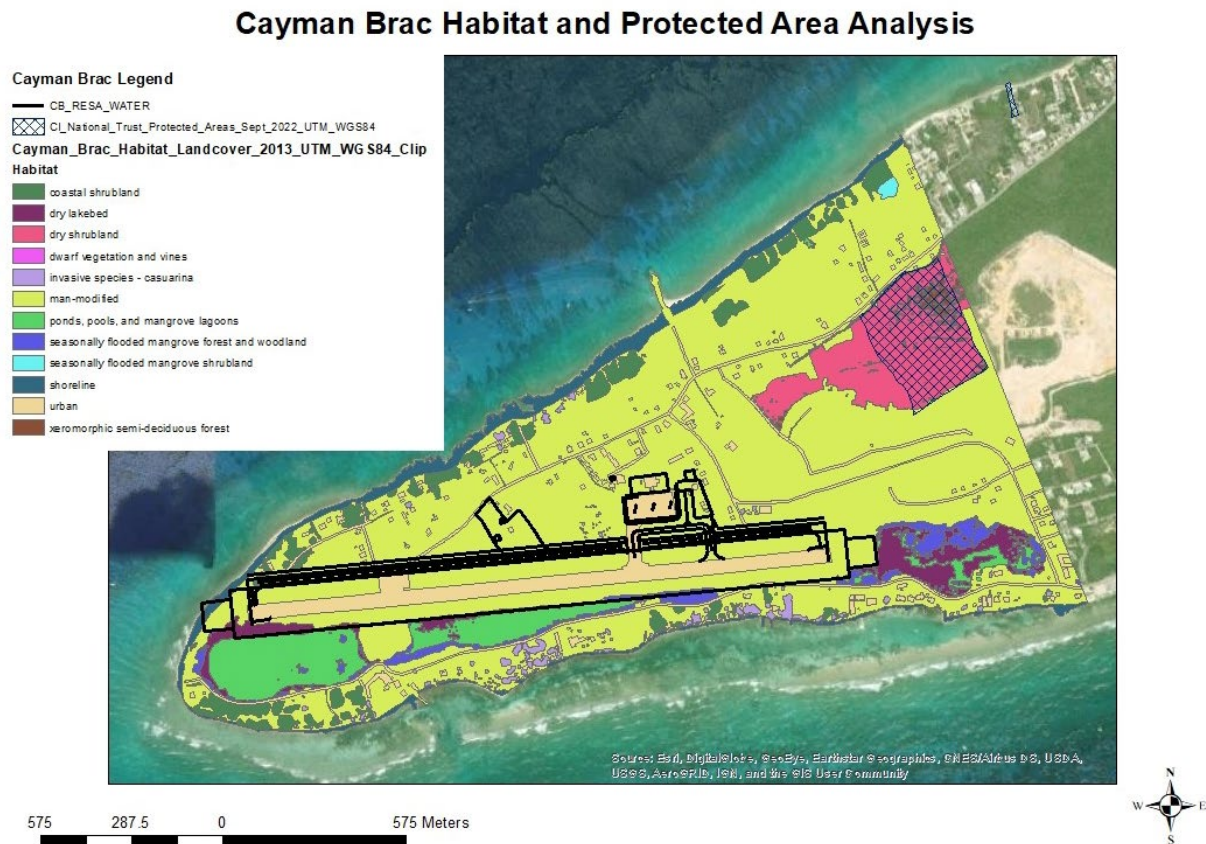 Cayman Brac Habitat and Protected Area Analysis
Cayman Brac Legend
CB_RESA_WATER
CI_National_Trust_Protected_Areas_Sept_2022_UTM_WGS84
Cayman_Brac_Habitat_Landcover_2013_UTM_WGS84_Clip
Habitat
coastal shrubland
dry lakebed
dry shrubland
dwarf vegetation and vines
invasive species - casuarina
man-modified
ponds, pools, and mangrove lagoons
seasonally flooded mangrove forest and woodland
seasonally flooded mangrove shrubland
shoreline
urban
xeromorphic semi-deciduous forest
Source: Esri, DigitalGlobe, GeoEye, Earthstar Geographics, CNES/Airbus DS, USDA,
USGS, AeroGRID, IGN, and the GIS User Community
575 287.5 0 575 Meters
N
W E
S